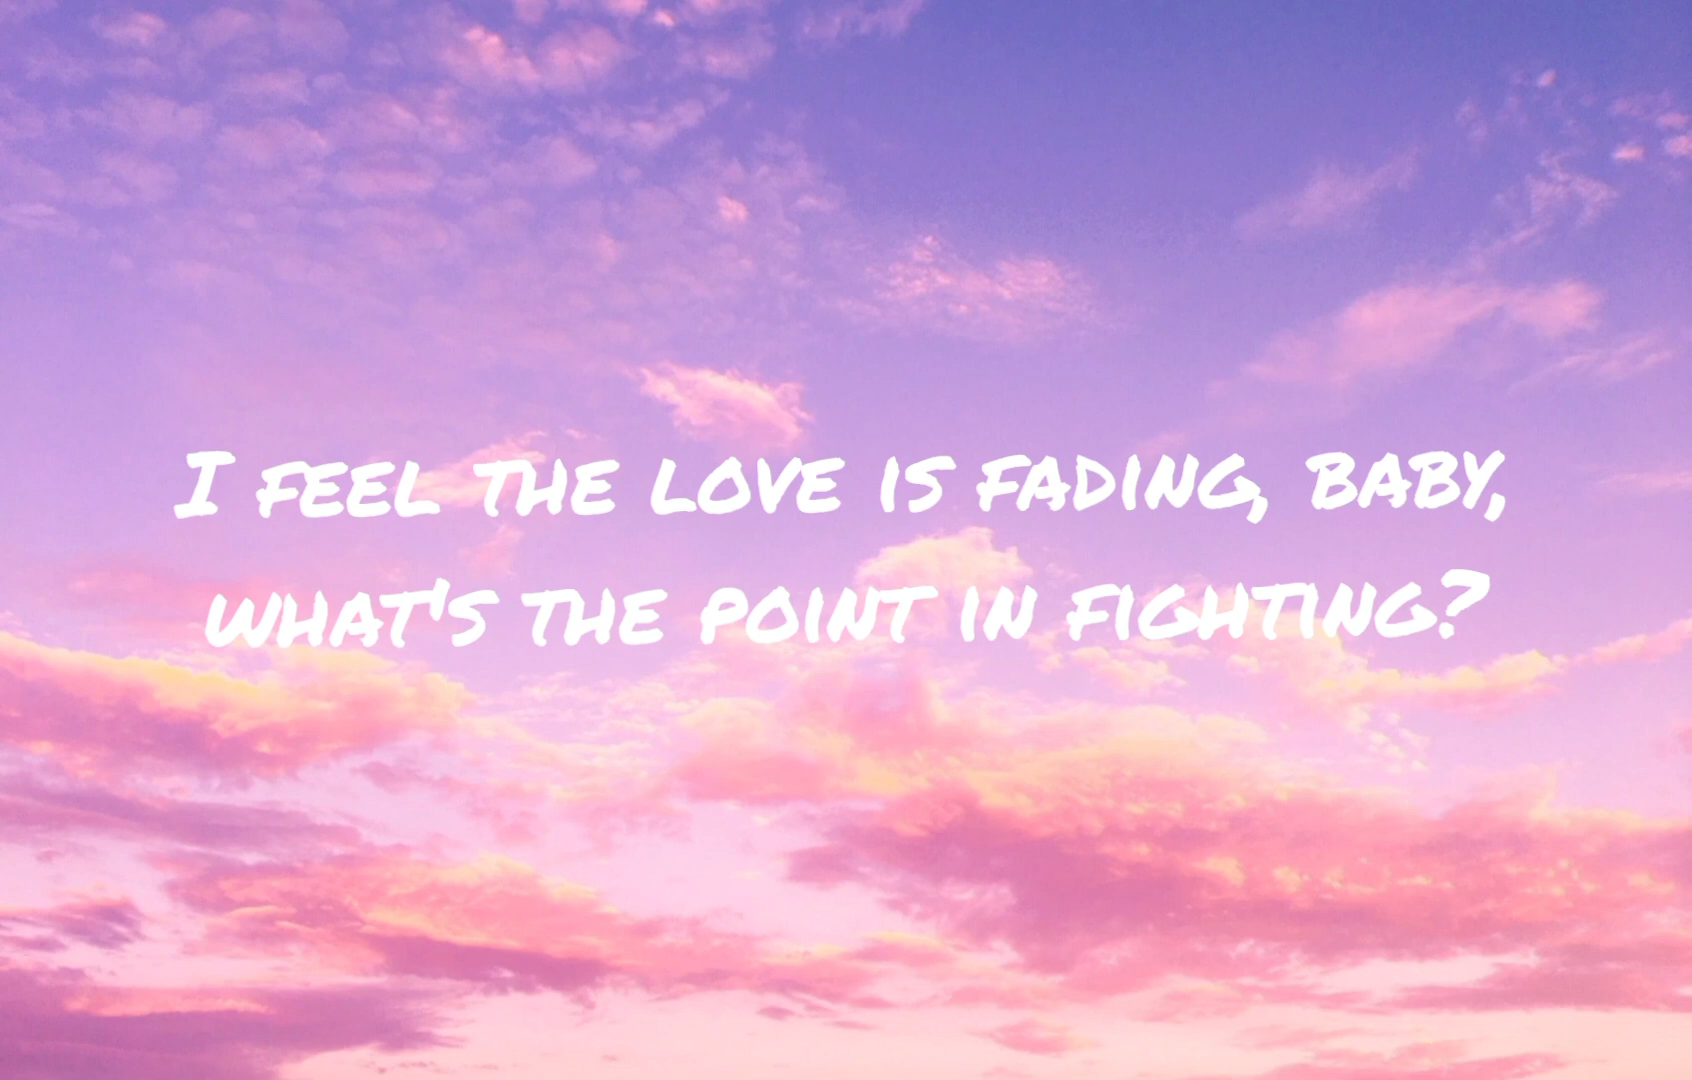 I FEEL THE LOVE IS FADING, BABY,
WHAT'S THE POINT IN FIGHTING?